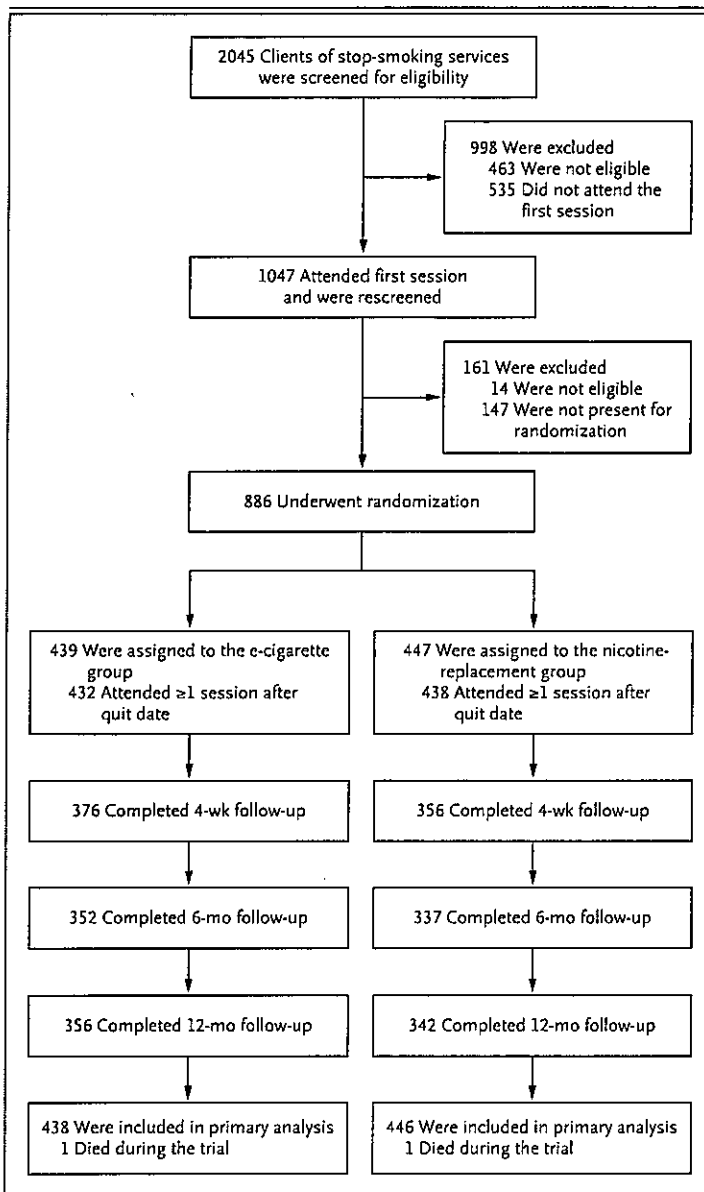 2045 Clients of stop-smoking services
were screened for eligibility
998 Were excluded
463 Were not eligible
535 Did not attend the
first session
1047 Attended first session
and were rescreened
161 Were excluded
14 Were not eligible
147 Were not present for
randomization
886 Underwent randomization
439 Were assigned to the e-cigarette
group
432 Attended ≥1 session after
quit date
447 Were assigned to the nicotine-
replacement group
438 Attended ≥1 session after
quit date
376 Completed 4-wk follow-up
356 Completed 4-wk follow-up
352 Completed 6-mo follow-up
337 Completed 6-mo follow-up
356 Completed 12-mo follow-up
342 Completed 12-mo follow-up
438 Were included in primary analysis
1 Died during the trial
446 Were included in primary analysis
1 Died during the trial